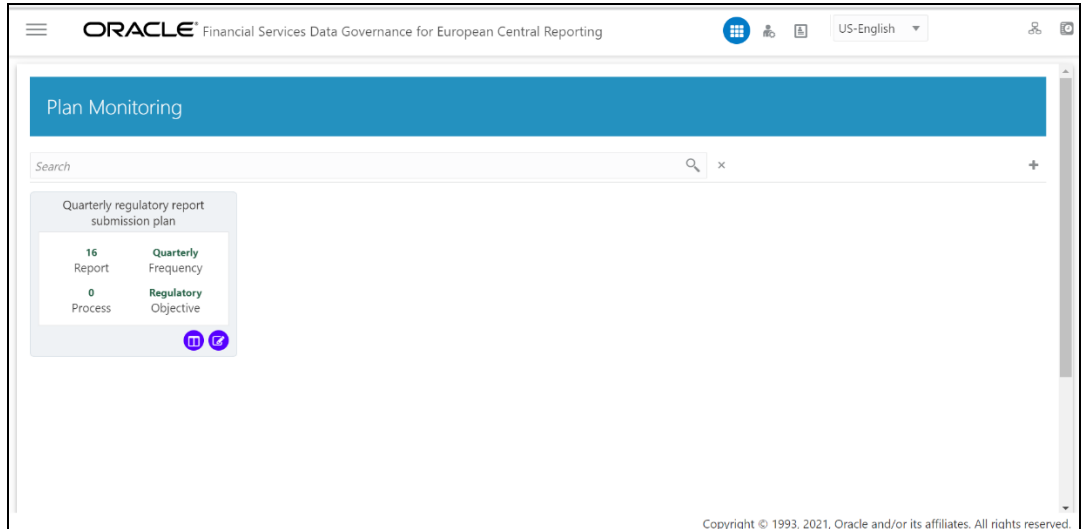 ORACLE® Financial Services Data Governance for European Central Reporting
US-English
Plan Monitoring
Search
Quarterly regulatory report
submission plan
16 Quarterly
Report Frequency
0 Regulatory
Process Objective
Copyright © 1993, 2021, Oracle and/or its affiliates. All rights reserved.